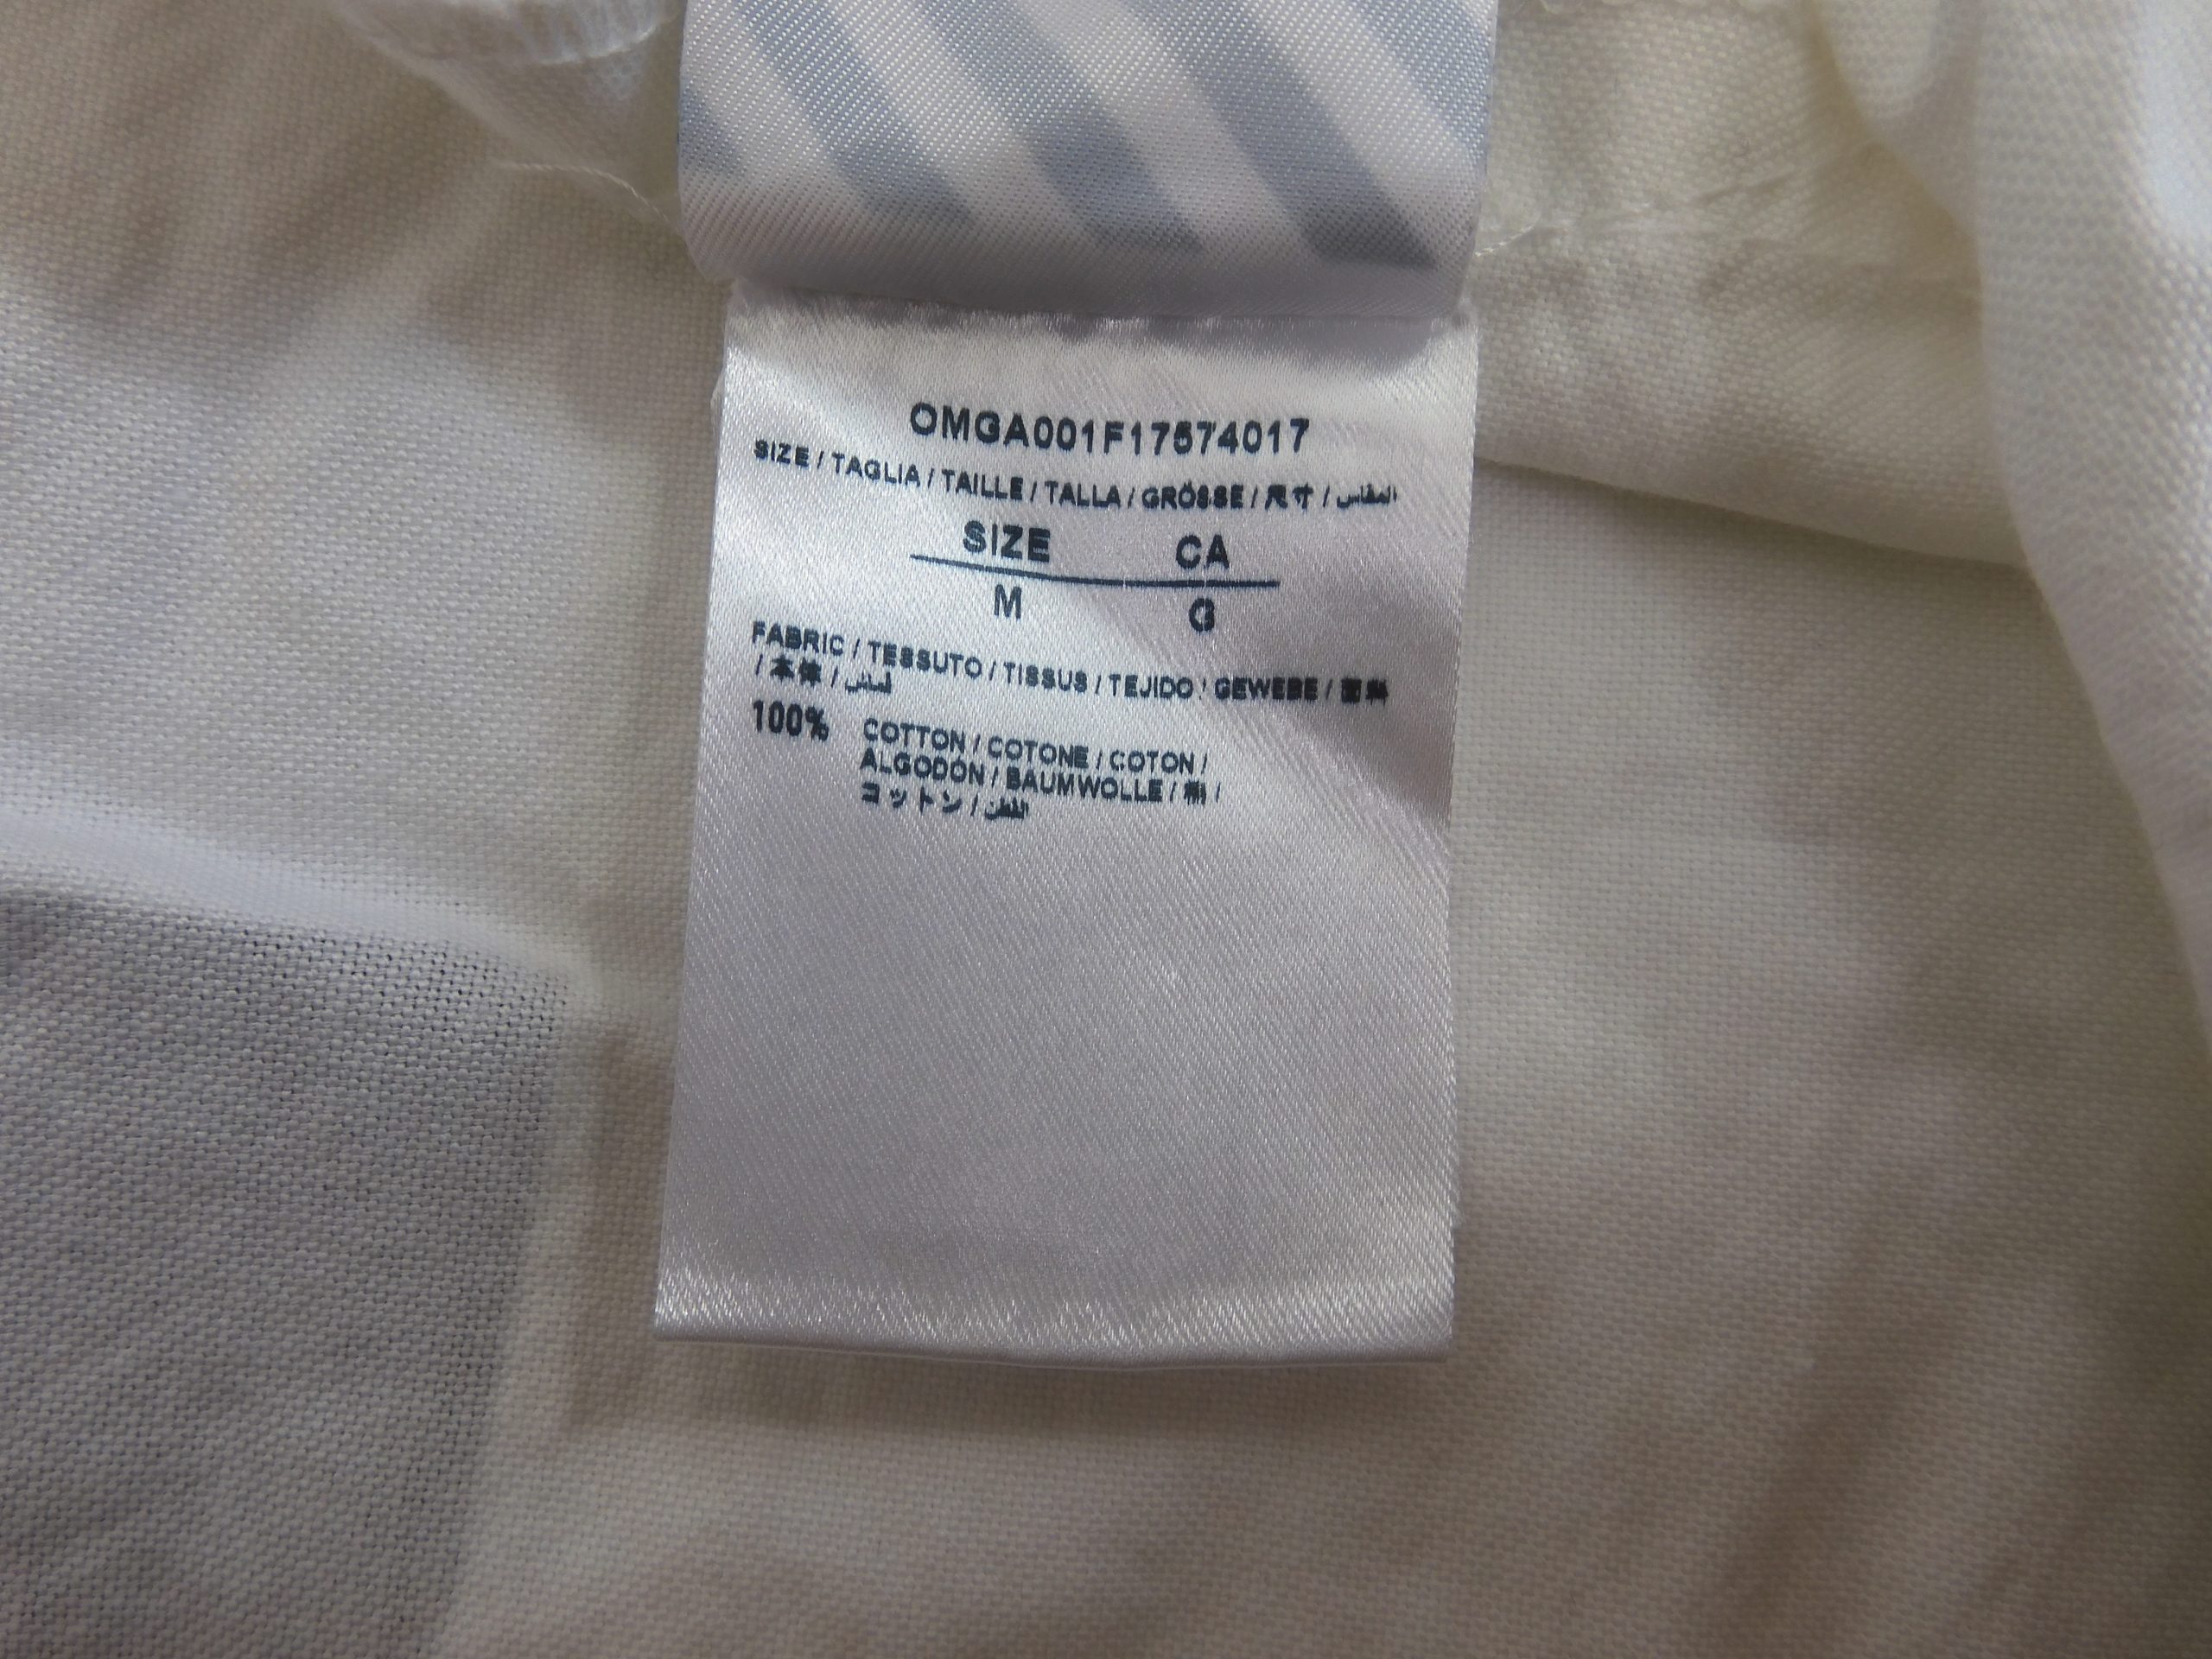 OMGA001F17574017
SIZE / TAGLIA / TAILLE / TALLA / GRÖSSE / 尺寸 / المقاس
SIZE CA
M G
FABRIC / TESSUTO / TISSUS / TEJIDO / GEWEBE / 面料
/ 本体 / قماش
100% COTTON / COTONE / COTON /
ALGODÓN / BAUMWOLLE / 棉 /
コットン / القطن